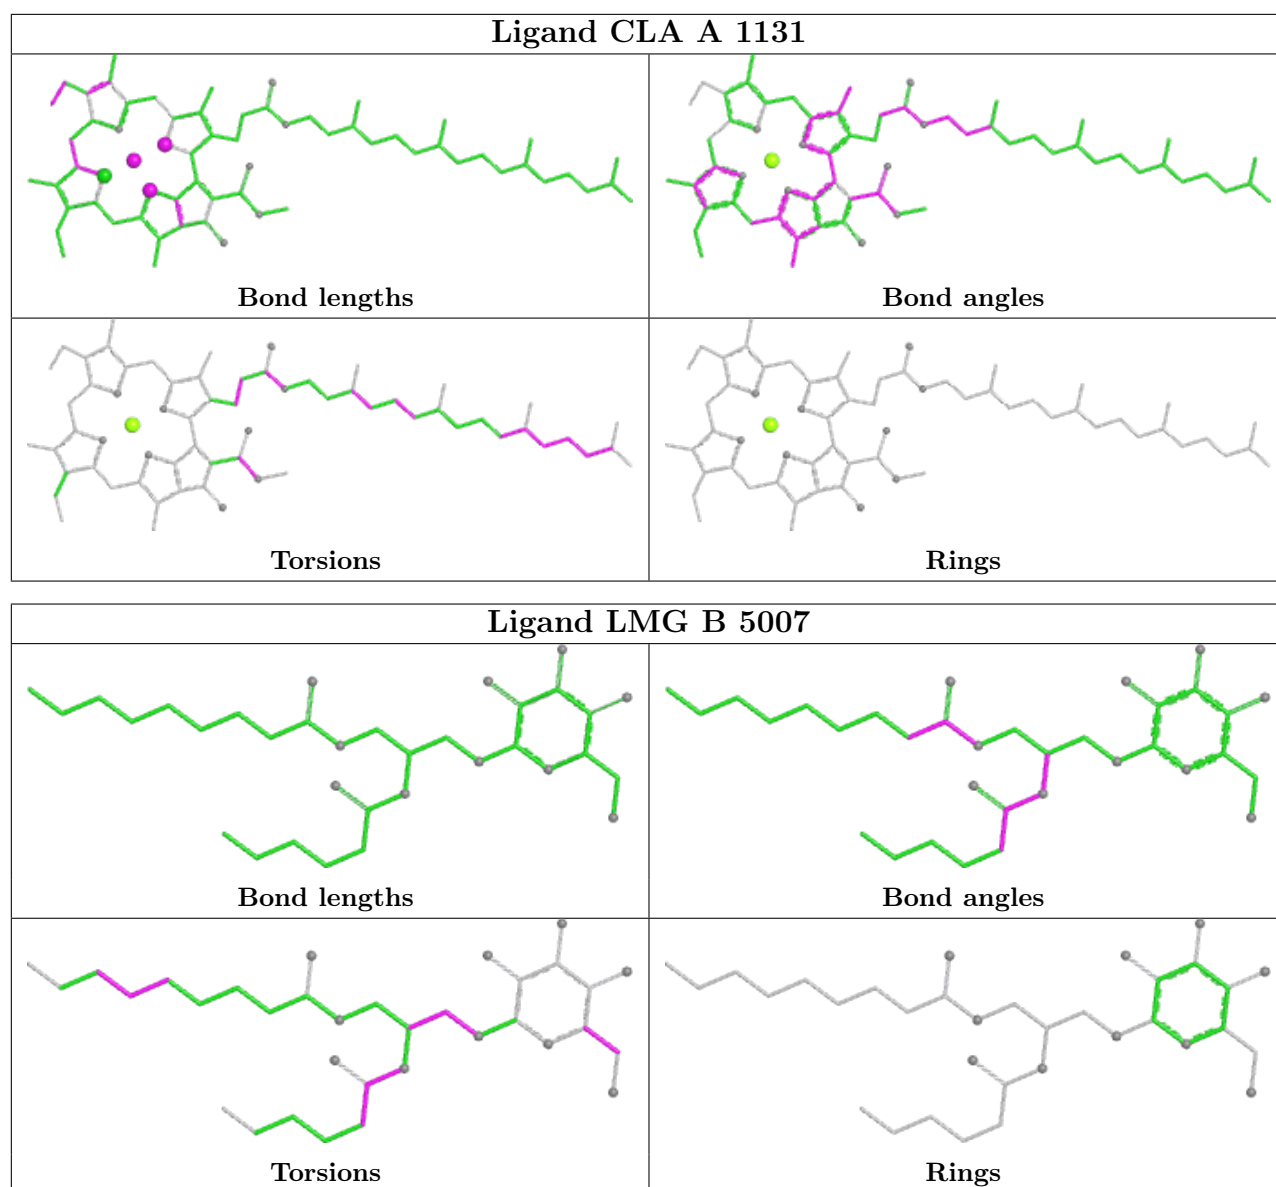 Ligand CLA A 1131
Bond lengths
Bond angles
Torsions
Rings
Ligand LMG B 5007
Bond lengths
Bond angles
Torsions
Rings